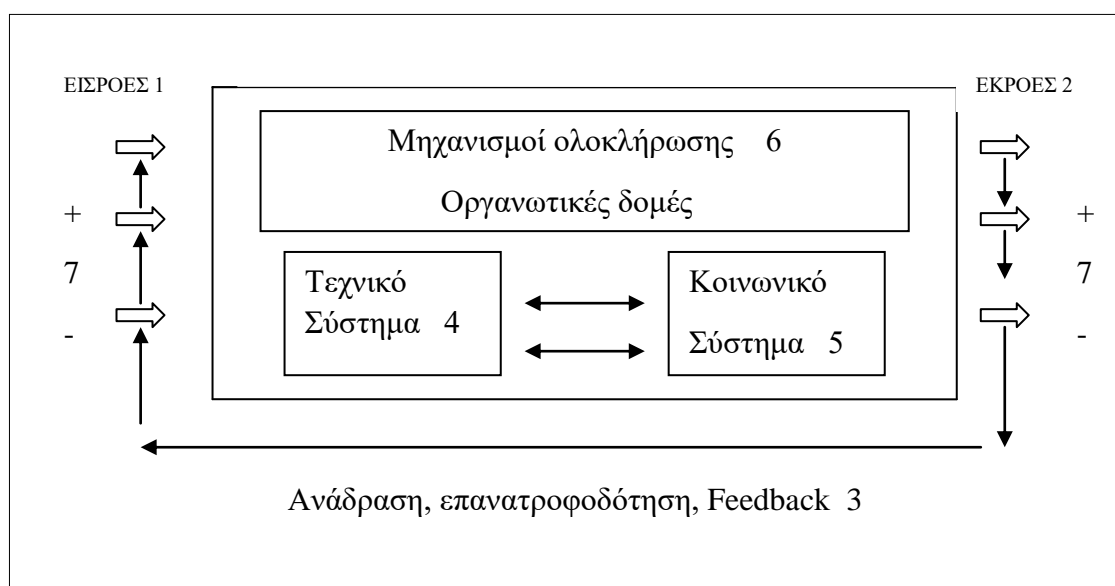 ΕΙΣΡΟΕΣ 1
ΕΚΡΟΕΣ 2
Μηχανισμοί ολοκλήρωσης 6
Οργανωτικές δομές
+
+
7
7
-
-
Τεχνικό
Σύστημα 4
Κοινωνικό
Σύστημα 5
Ανάδραση, επανατροφοδότηση, Feedback 3